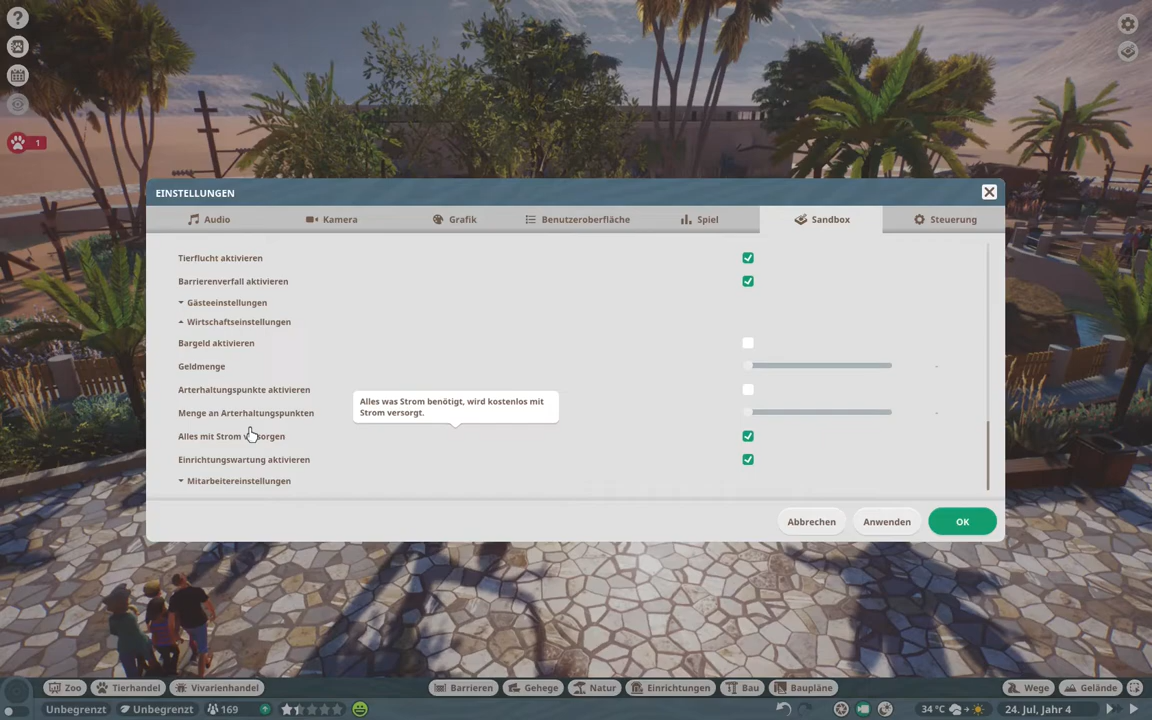 ?
1
EINSTELLUNGEN
Audio
Kamera
Grafik
Benutzeroberfläche
Spiel
Sandbox
Steuerung
Tierflucht aktivieren
Barrierenverfall aktivieren
Gästeeinstellungen
Wirtschaftseinstellungen
Bargeld aktivieren
Geldmenge -
Arterhaltungspunkte aktivieren
Alles was Strom benötigt, wird kostenlos mit
Strom versorgt.
Menge an Arterhaltungspunkten -
Alles mit Strom versorgen
Einrichtungswartung aktivieren
Mitarbeitereinstellungen
Abbrechen
Anwenden
OK
Zoo
Tierhandel
Vivarienhandel
Barrieren
Gehege
Natur
Einrichtungen
Bau
Baupläne
Wege
Gelände
Unbegrenzt
Unbegrenzt
169
34 °C
24. Jul, Jahr 4